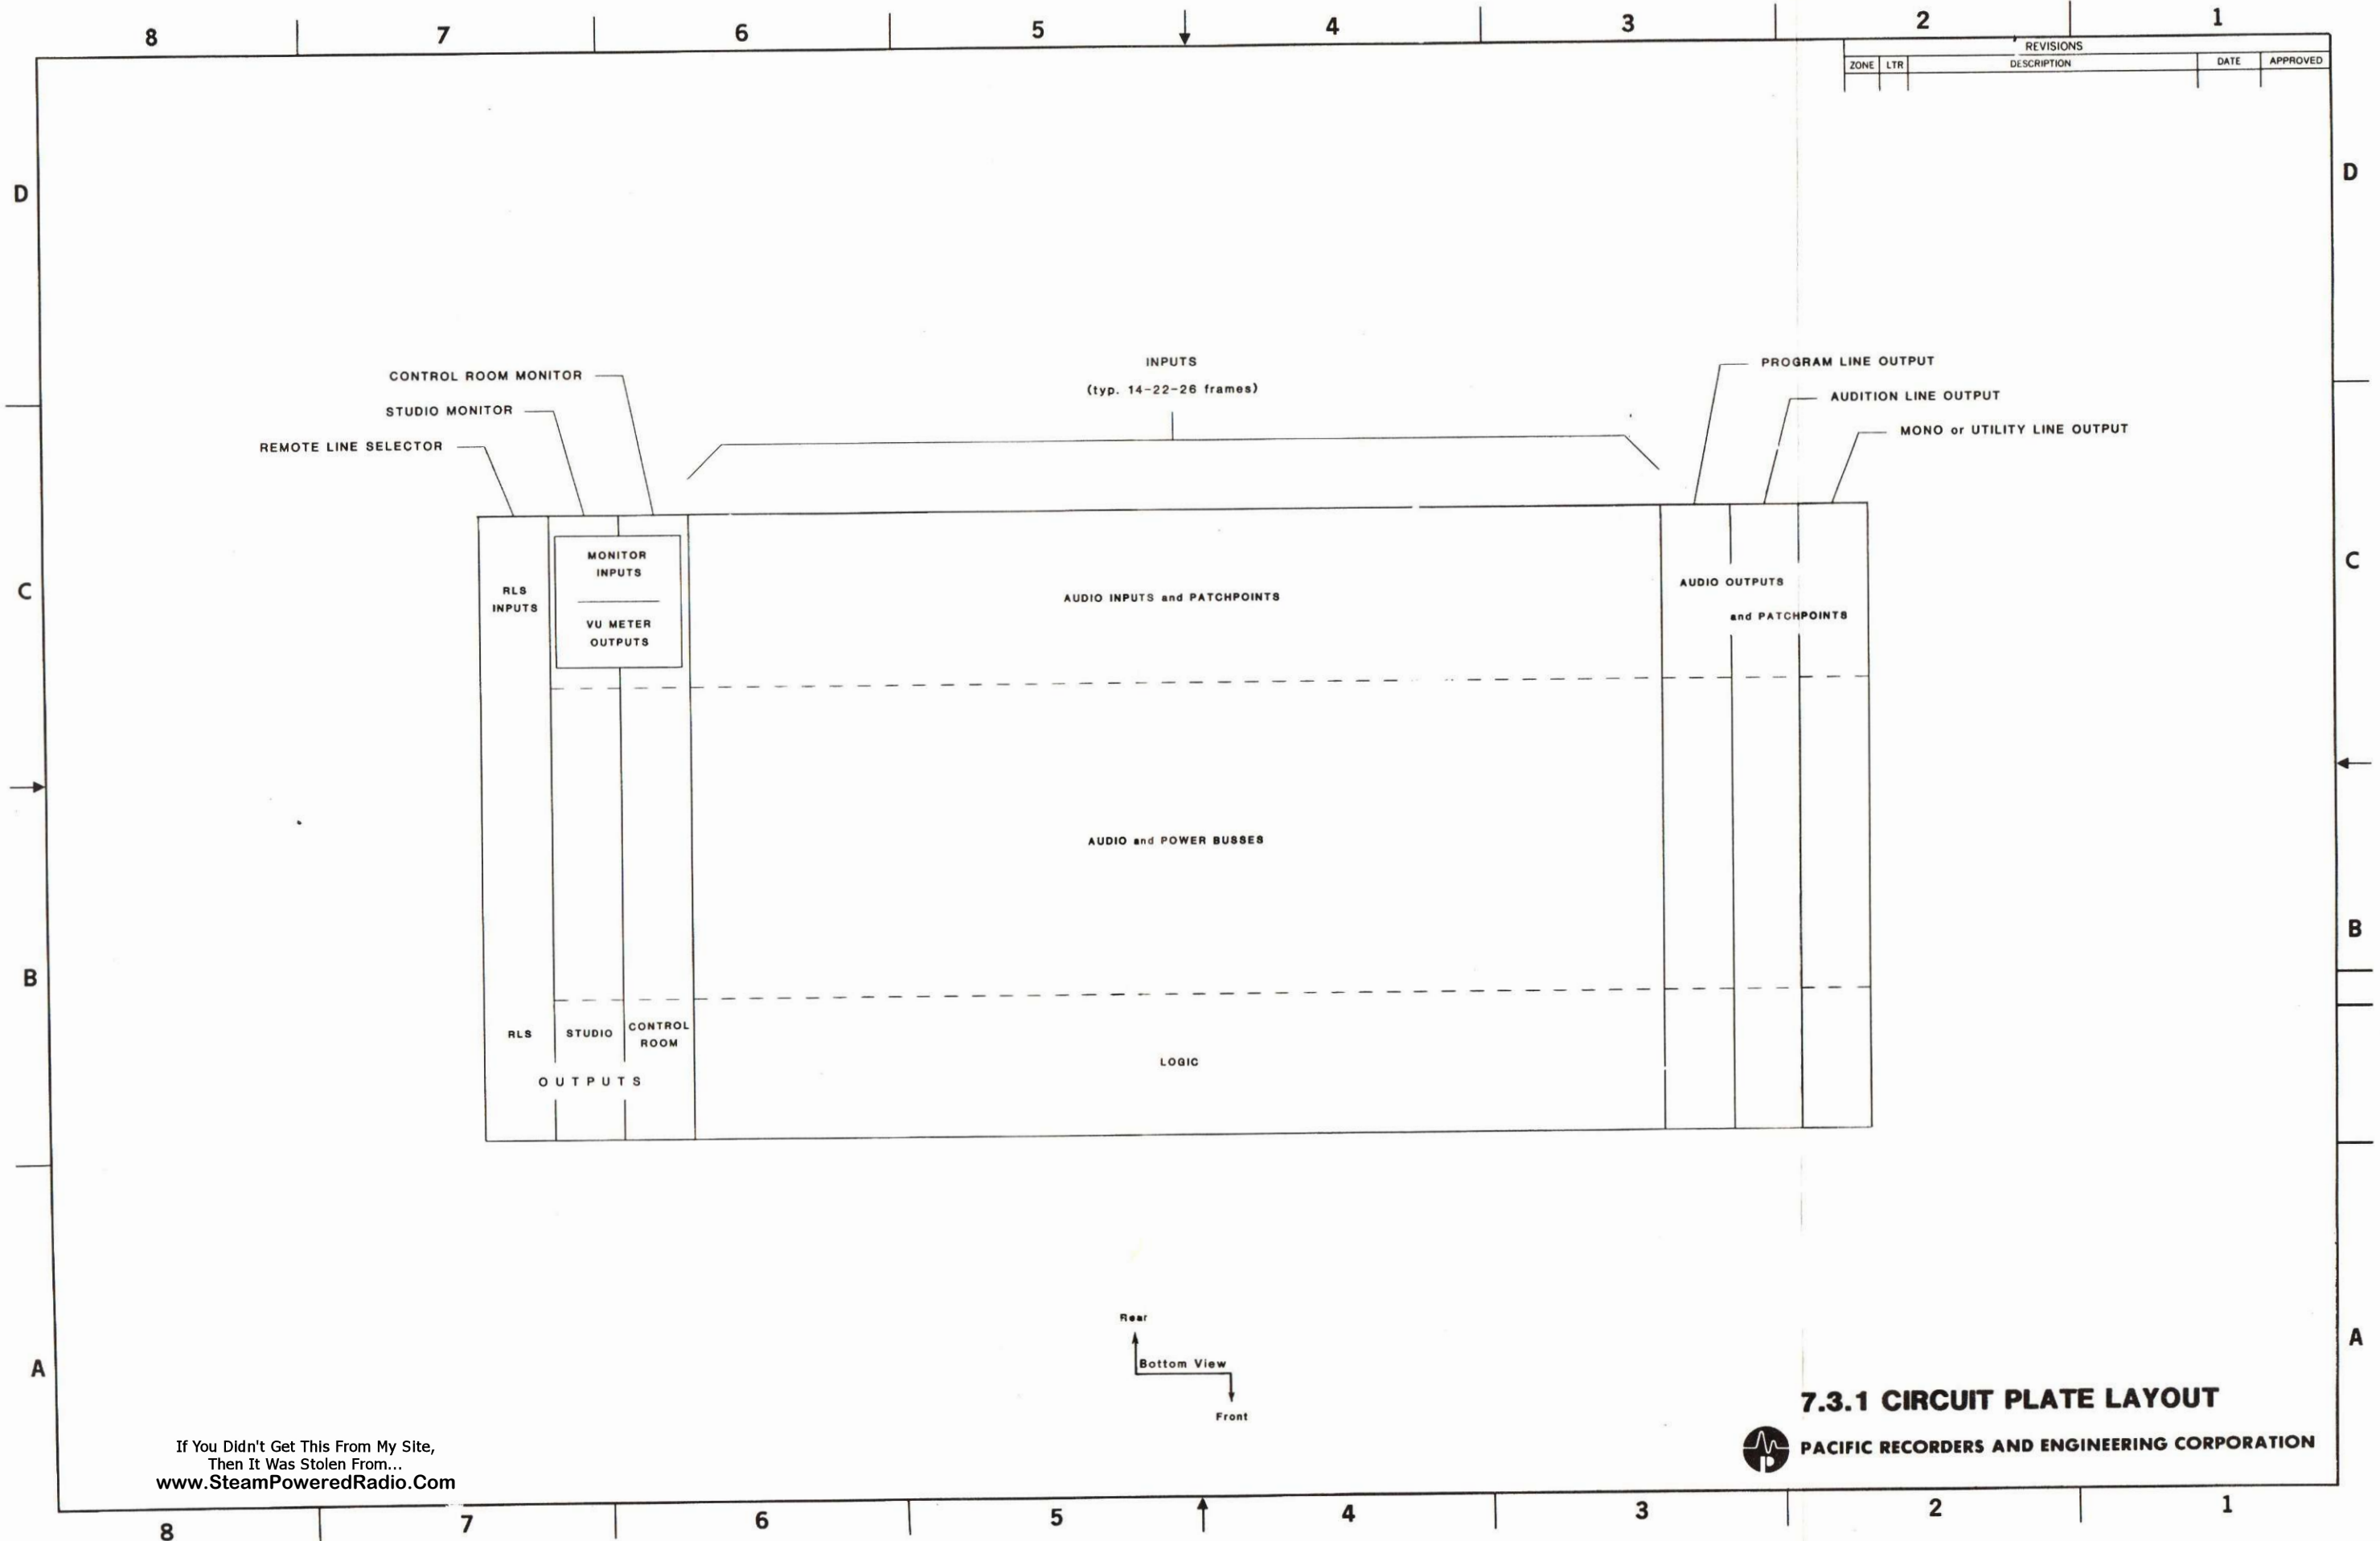 8 7 6 5 4 3 2 1
REVISIONS
ZONE LTR DESCRIPTION DATE APPROVED
D D
INPUTS
(typ. 14-22-26 frames)
CONTROL ROOM MONITOR
STUDIO MONITOR
REMOTE LINE SELECTOR
PROGRAM LINE OUTPUT
AUDITION LINE OUTPUT
MONO or UTILITY LINE OUTPUT
C C
RLS
INPUTS
MONITOR
INPUTS
VU METER
OUTPUTS
AUDIO INPUTS and PATCHPOINTS
AUDIO OUTPUTS
and PATCHPOINTS
AUDIO and POWER BUSSES
B B
RLS
STUDIO
CONTROL
ROOM
OUTPUTS
LOGIC
Rear
Bottom View
Front
A A
7.3.1 CIRCUIT PLATE LAYOUT
PACIFIC RECORDERS AND ENGINEERING CORPORATION
If You Didn't Get This From My Site,
Then It Was Stolen From...
www.SteamPoweredRadio.Com
8 7 6 5 4 3 2 1